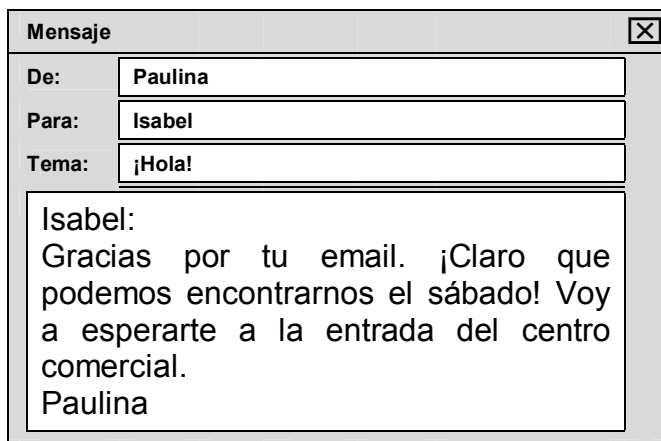 Mensaje
De: Paulina
Para: Isabel
Tema: ¡Hola!
Isabel:
Gracias por tu email. ¡Claro que
podemos encontrarnos el sábado! Voy
a esperarte a la entrada del centro
comercial.
Paulina